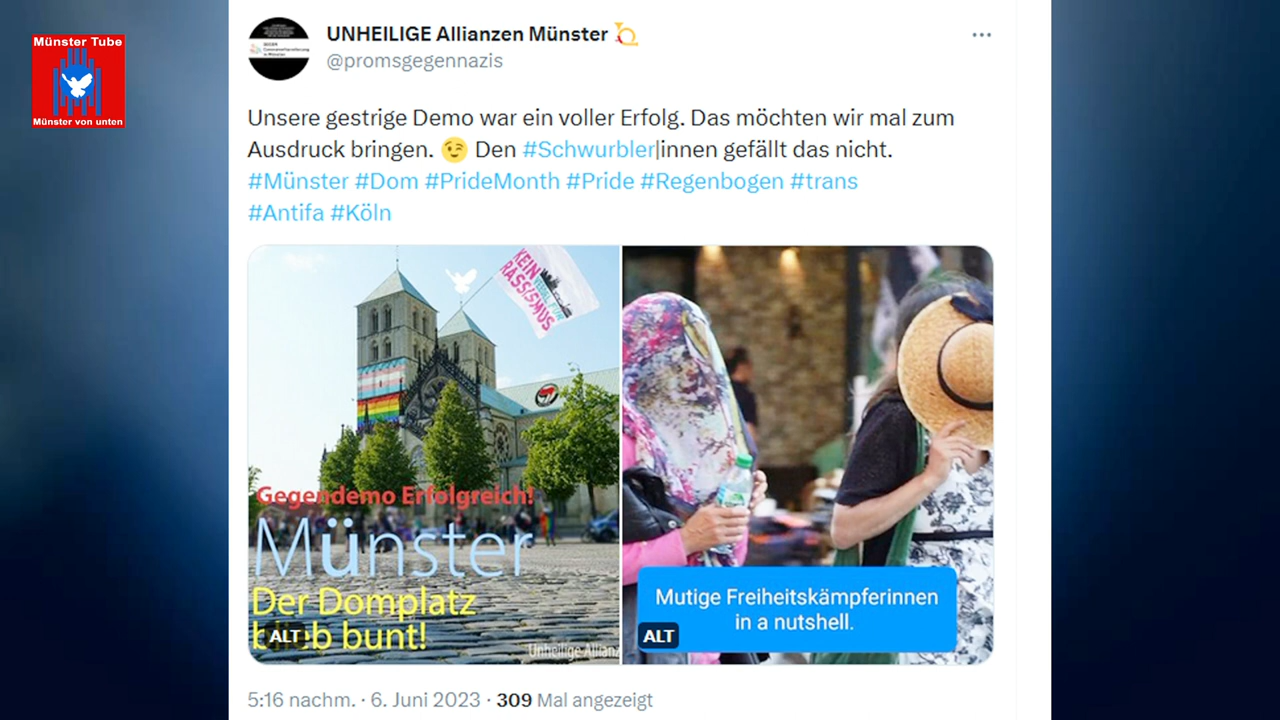 Münster Tube
Münster von unten
UNHEILIGE Allianzen Münster
@promsgegennazis
Unsere gestrige Demo war ein voller Erfolg. Das möchten wir mal zum
Ausdruck bringen. 😉 Den #Schwurbler|innen gefällt das nicht.
#Münster #Dom #PrideMonth #Pride #Regenbogen #trans
#Antifa #Köln
KEIN
RASSISMUS
Gegendemo Erfolgreich!
Münster
Der Domplatz
blieb bunt!
ALT
Unheilige Allianz
Mutige Freiheitskämpferinnen
in a nutshell.
ALT
5:16 nachm. · 6. Juni 2023 · 309 Mal angezeigt